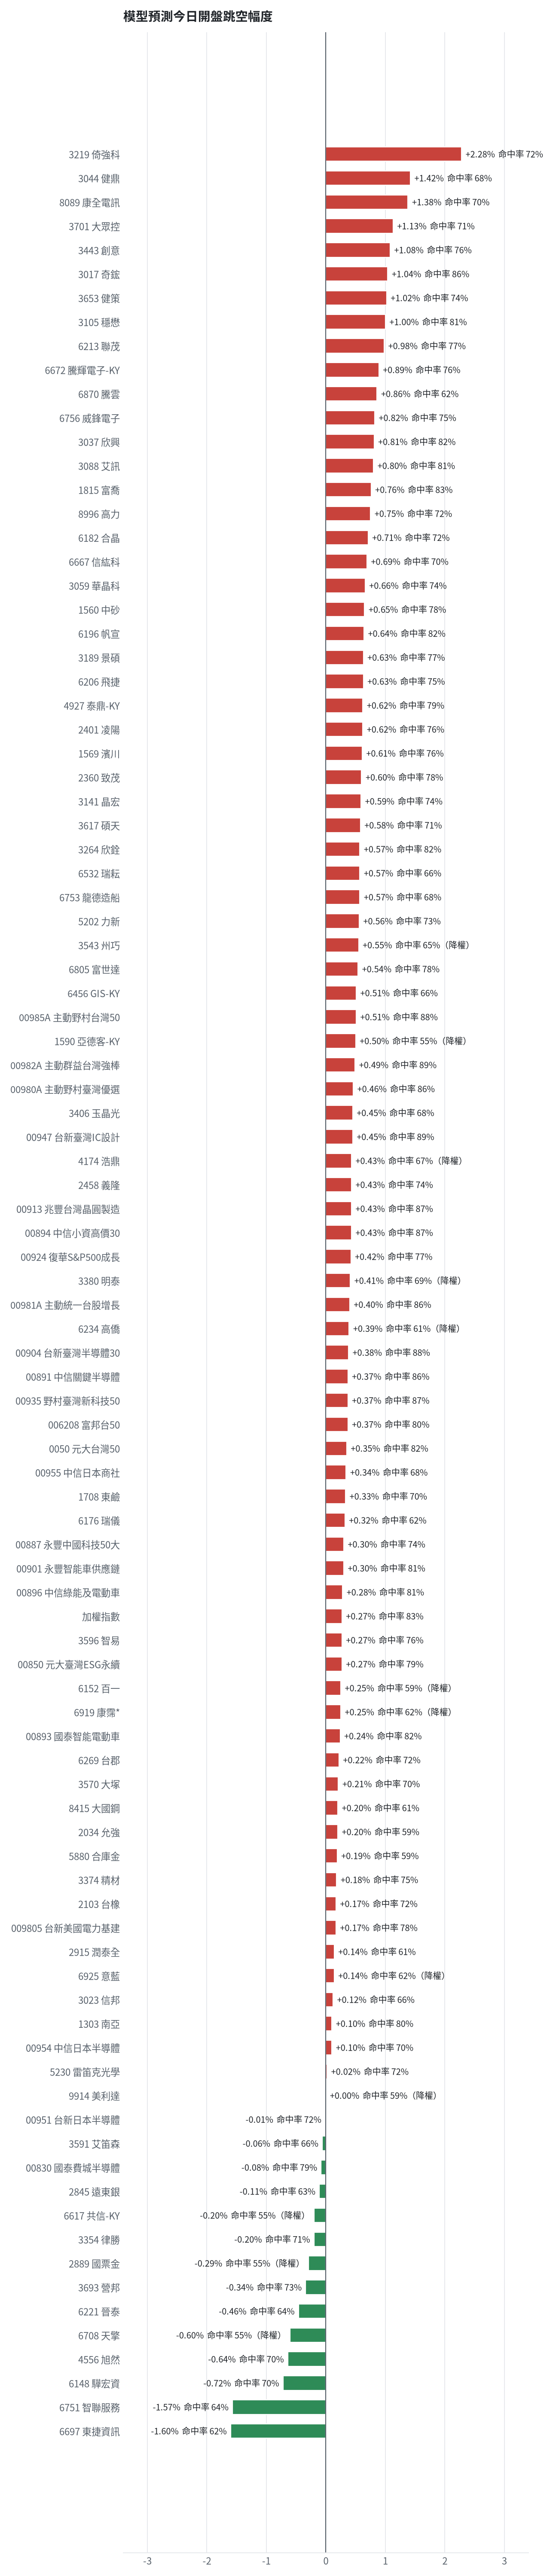 模型預測今日開盤跳空幅度
3219 倚強科 +2.28% 命中率 72%
3044 健鼎 +1.42% 命中率 68%
8089 康全電訊 +1.38% 命中率 70%
3701 大眾控 +1.13% 命中率 71%
3443 創意 +1.08% 命中率 76%
3017 奇鋐 +1.04% 命中率 86%
3653 健策 +1.02% 命中率 74%
3105 穩懋 +1.00% 命中率 81%
6213 聯茂 +0.98% 命中率 77%
6672 騰輝電子-KY +0.89% 命中率 76%
6870 騰雲 +0.86% 命中率 62%
6756 威鋒電子 +0.82% 命中率 75%
3037 欣興 +0.81% 命中率 82%
3088 艾訊 +0.80% 命中率 81%
1815 富喬 +0.76% 命中率 83%
8996 高力 +0.75% 命中率 72%
6182 合晶 +0.71% 命中率 72%
6667 信紘科 +0.69% 命中率 70%
3059 華晶科 +0.66% 命中率 74%
1560 中砂 +0.65% 命中率 78%
6196 帆宣 +0.64% 命中率 82%
3189 景碩 +0.63% 命中率 77%
6206 飛捷 +0.63% 命中率 75%
4927 泰鼎-KY +0.62% 命中率 79%
2401 凌陽 +0.62% 命中率 76%
1569 濱川 +0.61% 命中率 76%
2360 致茂 +0.60% 命中率 78%
3141 晶宏 +0.59% 命中率 74%
3617 碩天 +0.58% 命中率 71%
3264 欣銓 +0.57% 命中率 82%
6532 瑞耘 +0.57% 命中率 66%
6753 龍德造船 +0.57% 命中率 68%
5202 力新 +0.56% 命中率 73%
3543 州巧 +0.55% 命中率 65%（降權）
6805 富世達 +0.54% 命中率 78%
6456 GIS-KY +0.51% 命中率 66%
00985A 主動野村台灣50 +0.51% 命中率 88%
1590 亞德客-KY +0.50% 命中率 55%（降權）
00982A 主動群益台灣強棒 +0.49% 命中率 89%
00980A 主動野村臺灣優選 +0.46% 命中率 86%
3406 玉晶光 +0.45% 命中率 68%
00947 台新臺灣IC設計 +0.45% 命中率 89%
4174 浩鼎 +0.43% 命中率 67%（降權）
2458 義隆 +0.43% 命中率 74%
00913 兆豐台灣晶圓製造 +0.43% 命中率 87%
00894 中信小資高價30 +0.43% 命中率 87%
00924 復華S&P500成長 +0.42% 命中率 77%
3380 明泰 +0.41% 命中率 69%（降權）
00981A 主動統一台股增長 +0.40% 命中率 86%
6234 高僑 +0.39% 命中率 61%（降權）
00904 台新臺灣半導體30 +0.38% 命中率 88%
00891 中信關鍵半導體 +0.37% 命中率 86%
00935 野村臺灣新科技50 +0.37% 命中率 87%
006208 富邦台50 +0.37% 命中率 80%
0050 元大台灣50 +0.35% 命中率 82%
00955 中信日本商社 +0.34% 命中率 68%
1708 東鹼 +0.33% 命中率 70%
6176 瑞儀 +0.32% 命中率 62%
00887 永豐中國科技50大 +0.30% 命中率 74%
00901 永豐智能車供應鏈 +0.30% 命中率 81%
00896 中信綠能及電動車 +0.28% 命中率 81%
加權指數 +0.27% 命中率 83%
3596 智易 +0.27% 命中率 76%
00850 元大臺灣ESG永續 +0.27% 命中率 79%
6152 百一 +0.25% 命中率 59%（降權）
6919 康霈* +0.25% 命中率 62%（降權）
00893 國泰智能電動車 +0.24% 命中率 82%
6269 台郡 +0.22% 命中率 72%
3570 大塚 +0.21% 命中率 70%
8415 大國鋼 +0.20% 命中率 61%
2034 允強 +0.20% 命中率 59%
5880 合庫金 +0.19% 命中率 59%
3374 精材 +0.18% 命中率 75%
2103 台橡 +0.17% 命中率 72%
009805 台新美國電力基建 +0.17% 命中率 78%
2915 潤泰全 +0.14% 命中率 61%
6925 意藍 +0.14% 命中率 62%（降權）
3023 信邦 +0.12% 命中率 66%
1303 南亞 +0.10% 命中率 80%
00954 中信日本半導體 +0.10% 命中率 70%
5230 雷笛克光學 +0.02% 命中率 72%
9914 美利達 +0.00% 命中率 59%（降權）
00951 台新日本半導體 -0.01% 命中率 72%
3591 艾笛森 -0.06% 命中率 66%
00830 國泰費城半導體 -0.08% 命中率 79%
2845 遠東銀 -0.11% 命中率 63%
6617 共信-KY -0.20% 命中率 55%（降權）
3354 律勝 -0.20% 命中率 71%
2889 國票金 -0.29% 命中率 55%（降權）
3693 營邦 -0.34% 命中率 73%
6221 晉泰 -0.46% 命中率 64%
6708 天擎 -0.60% 命中率 55%（降權）
4556 旭然 -0.64% 命中率 70%
6148 驊宏資 -0.72% 命中率 70%
6751 智聯服務 -1.57% 命中率 64%
6697 東捷資訊 -1.60% 命中率 62%
-3 -2 -1 0 1 2 3